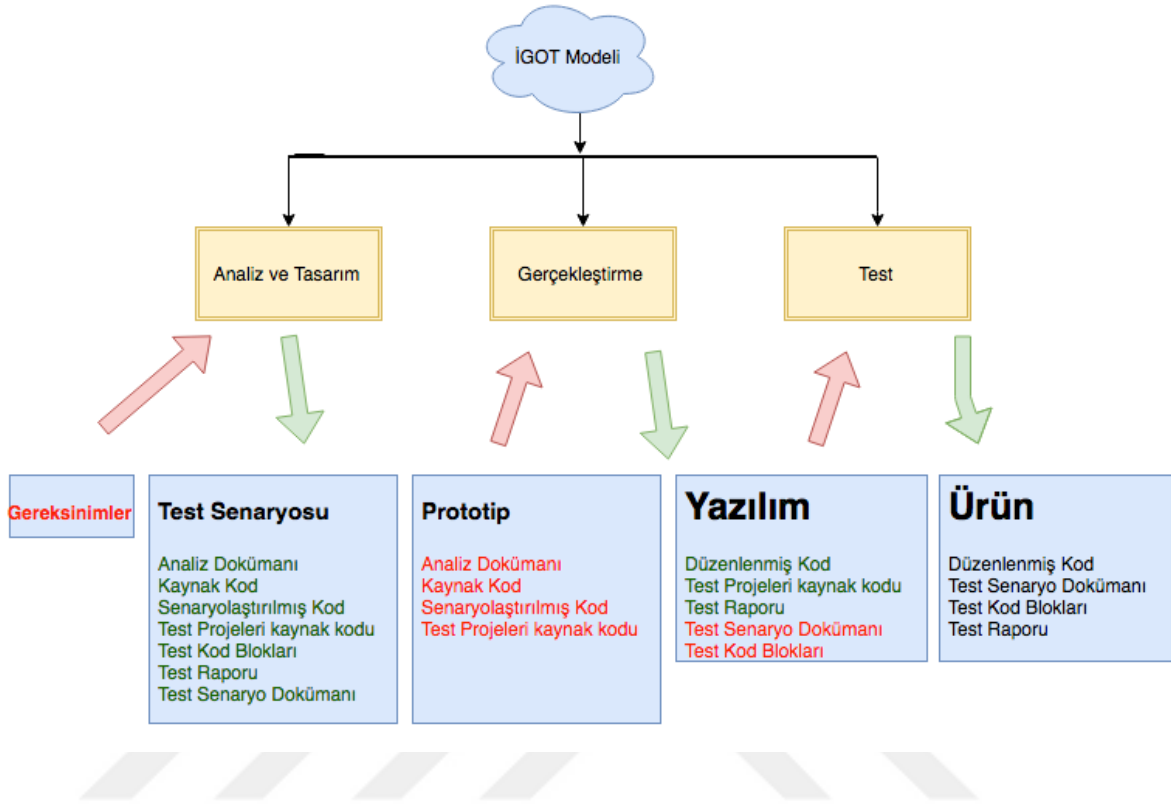 İGOT Modeli
Analiz ve Tasarım
Gerçekleştirme
Test
Gereksinimler
Test Senaryosu
Analiz Dokümanı
Kaynak Kod
Senaryolaştırılmış Kod
Test Projeleri kaynak kodu
Test Kod Blokları
Test Raporu
Test Senaryo Dokümanı
Prototip
Analiz Dokümanı
Kaynak Kod
Senaryolaştırılmış Kod
Test Projeleri kaynak kodu
Yazılım
Düzenlenmiş Kod
Test Projeleri kaynak kodu
Test Raporu
Test Senaryo Dokümanı
Test Kod Blokları
Ürün
Düzenlenmiş Kod
Test Senaryo Dokümanı
Test Kod Blokları
Test Raporu